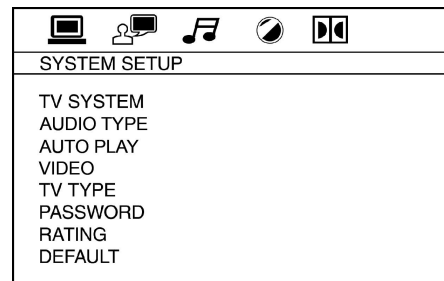 SYSTEM SETUP
TV SYSTEM
AUDIO TYPE
AUTO PLAY
VIDEO
TV TYPE
PASSWORD
RATING
DEFAULT